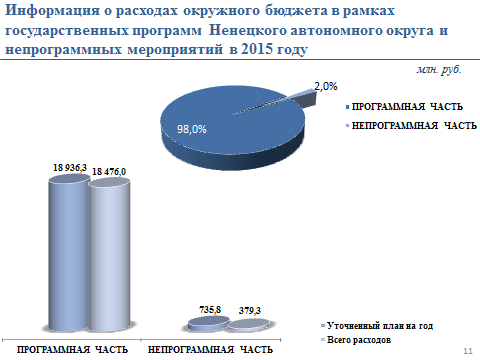 Информация о расходах окружного бюджета в рамках
государственных программ Ненецкого автономного округа и
непрограммных мероприятий в 2015 году
млн. руб.
2,0%
98,0%
ПРОГРАММНАЯ ЧАСТЬ
НЕПРОГРАММНАЯ ЧАСТЬ
18 936,3
18 476,0
735,8
379,3
Уточненный план на год
Всего расходов
ПРОГРАММНАЯ ЧАСТЬ
НЕПРОГРАММНАЯ ЧАСТЬ
11